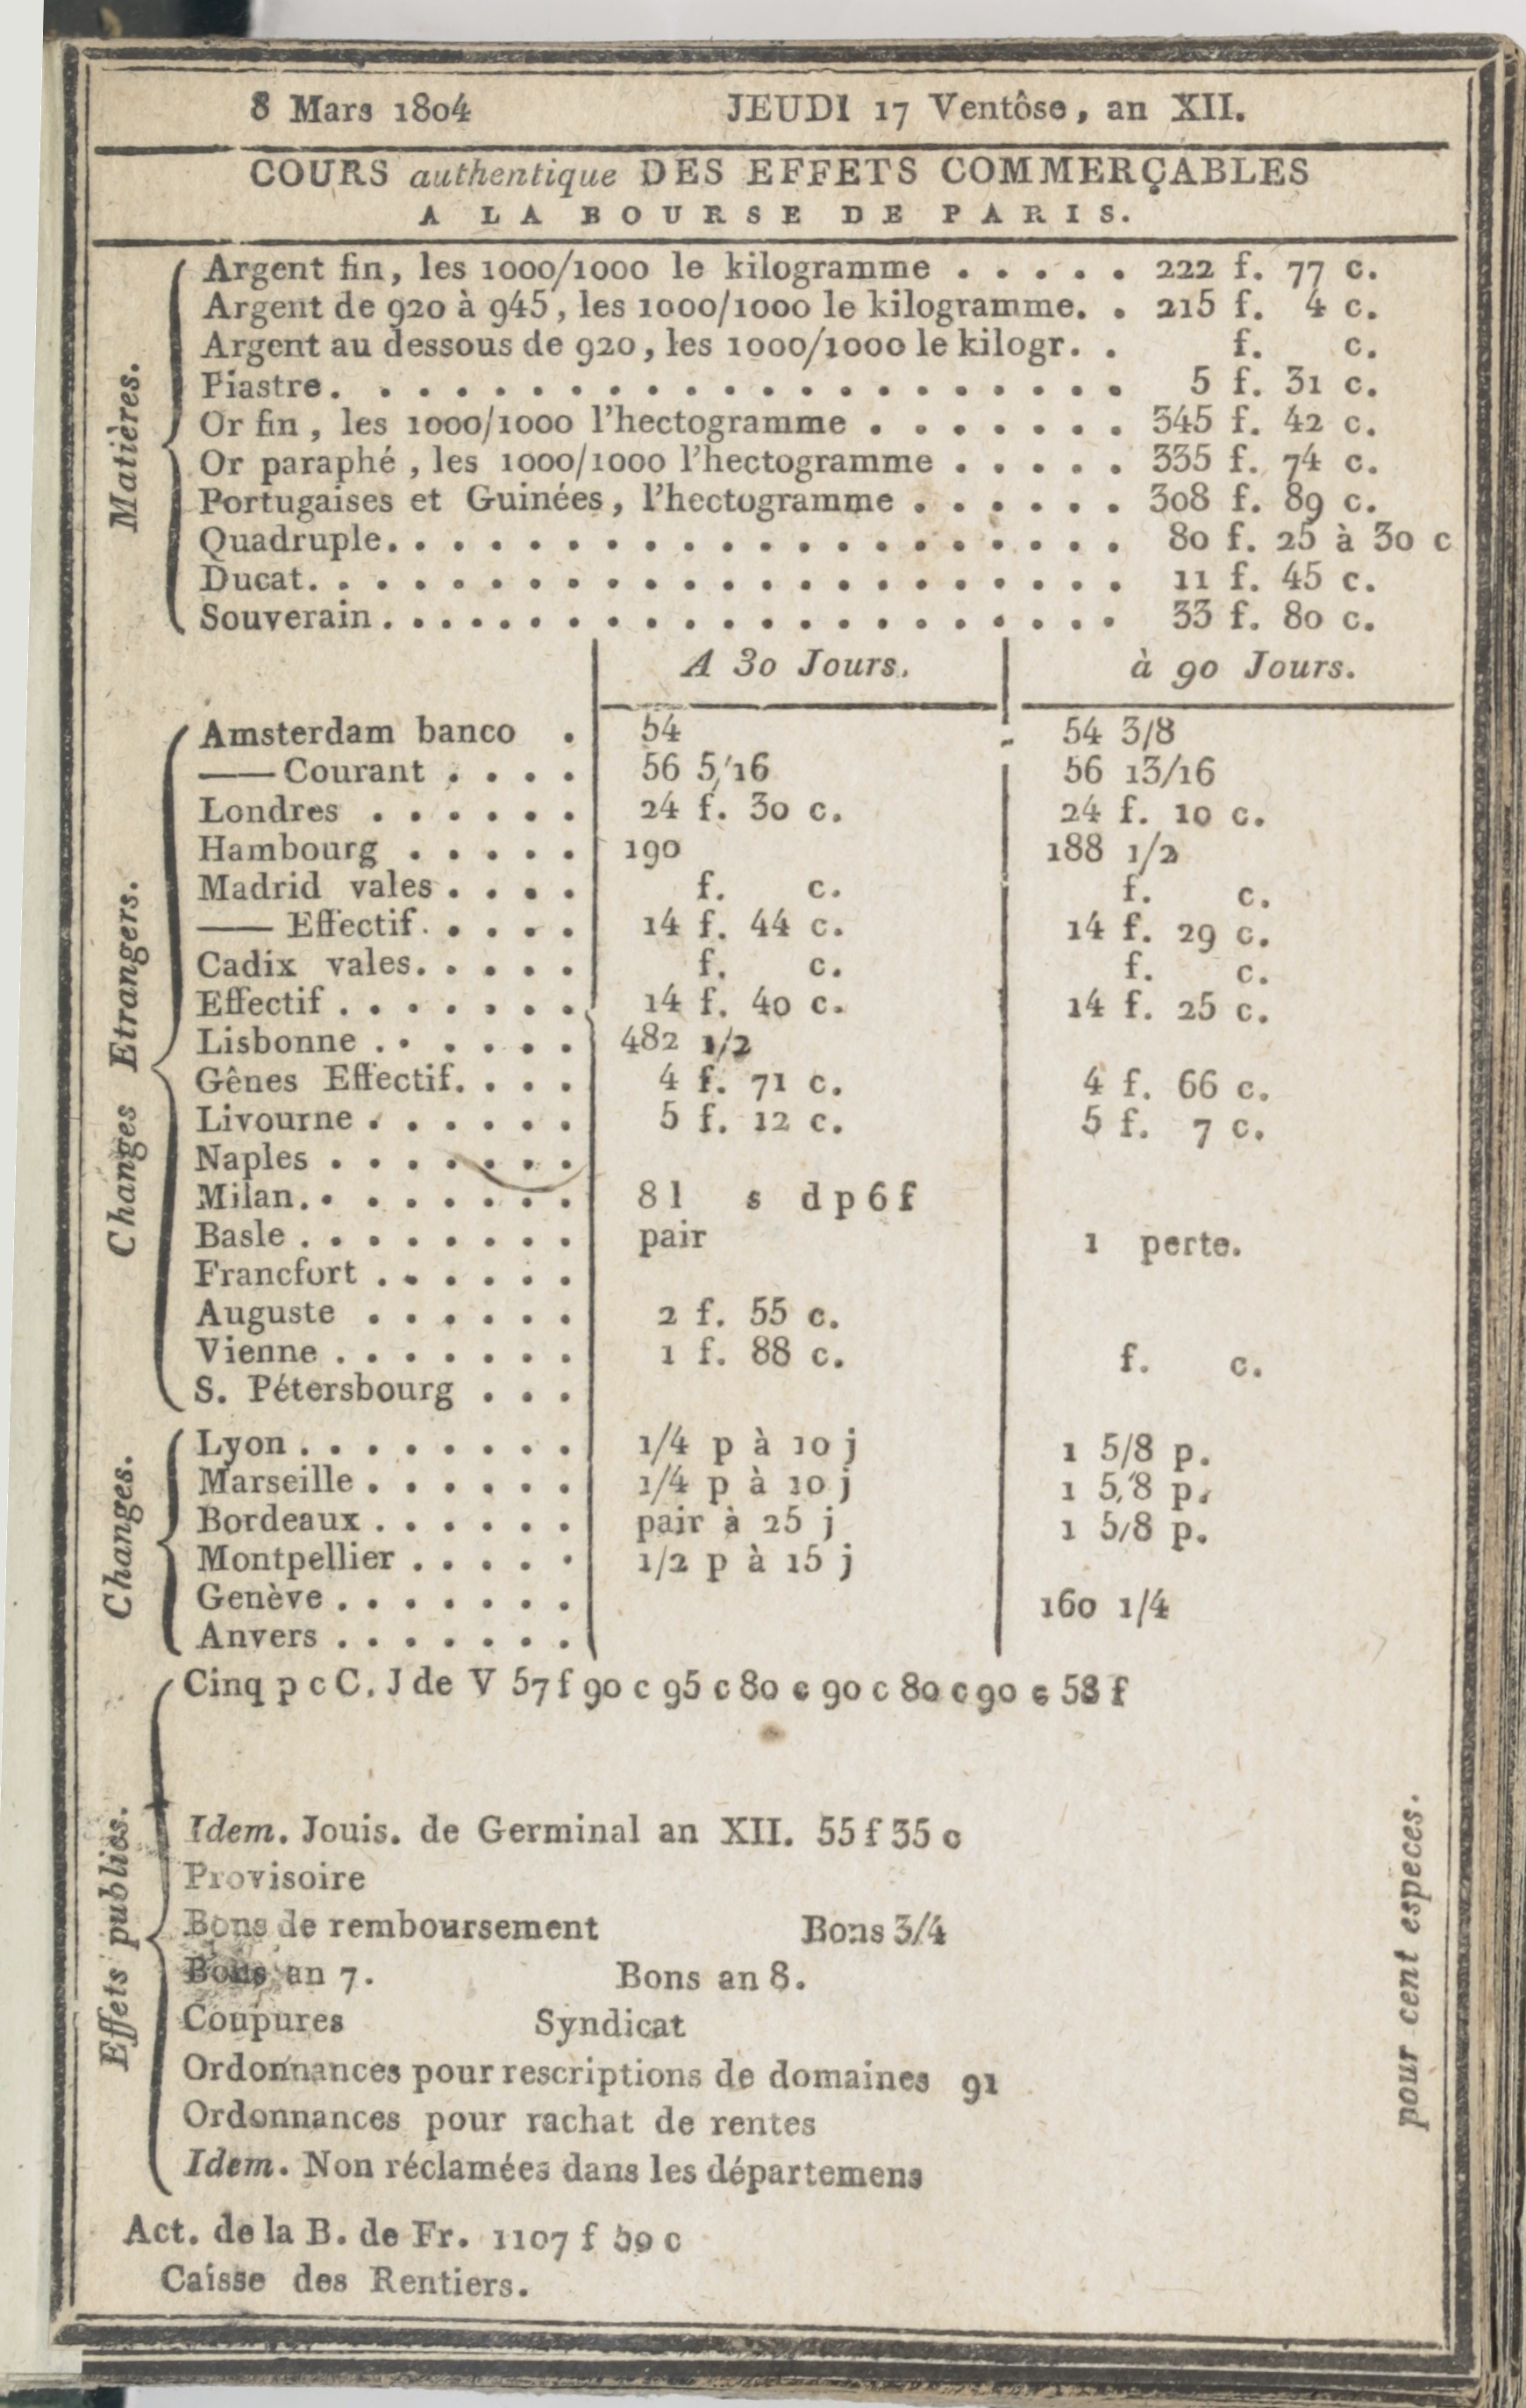 8 Mars 1804 JEUDI 17 Ventôse, an XII.
COURS authentique DES EFFETS COMMERÇABLES
A LA BOURSE DE PARIS.
Matières.
Argent fin, les 1000/1000 le kilogramme . . . . . 222 f. 77 c.
Argent de 920 à 945, les 1000/1000 le kilogramme. . 215 f. 4 c.
Argent au dessous de 920, les 1000/1000 le kilogr. . f. c.
Piastre. . . . . . . . . . . . . . . . . . . . . 5 f. 31 c.
Or fin, les 1000/1000 l'hectogramme . . . . . . . 345 f. 42 c.
Or paraphé, les 1000/1000 l'hectogramme . . . . . 335 f. 74 c.
Portugaises et Guinées, l'hectogramme . . . . . . 308 f. 89 c.
Quadruple. . . . . . . . . . . . . . . . . . . . 80 f. 25 à 30 c
Ducat. . . . . . . . . . . . . . . . . . . . . . 11 f. 45 c.
Souverain . . . . . . . . . . . . . . . . . . . . 33 f. 80 c.
A 30 Jours. à 90 Jours.
Changes Etrangers.
Amsterdam banco . 54 54 3/8
—— Courant . . . . 56 5/16 56 13/16
Londres . . . . . . 24 f. 30 c. 24 f. 10 c.
Hambourg . . . . . 190 188 1/2
Madrid vales . . . . f. c. f. c.
—— Effectif. . . . . 14 f. 44 c. 14 f. 29 c.
Cadix vales. . . . . f. c. f. c.
Effectif . . . . . . . 14 f. 40 c. 14 f. 25 c.
Lisbonne . . . . . . 482 1/2
Gênes Effectif. . . . 4 f. 71 c. 4 f. 66 c.
Livourne . . . . . . 5 f. 12 c. 5 f. 7 c.
Naples . . . . . . .
Milan. . . . . . . . 8 l s d p 6 f
Basle . . . . . . . . pair 1 perte.
Francfort . . . . . .
Auguste . . . . . . 2 f. 55 c.
Vienne . . . . . . . 1 f. 88 c. f. c.
S. Pétersbourg . . .
Changes.
Lyon . . . . . . . . 1/4 p à 10 j 1 5/8 p.
Marseille . . . . . . 1/4 p à 10 j 1 5/8 p.
Bordeaux . . . . . . pair à 25 j 1 5/8 p.
Montpellier . . . . . 1/2 p à 15 j
Genève . . . . . . . 160 1/4
Anvers . . . . . . .
Effets publics.
Cinq p c C. J de V 57 f 90 c 95 c 80 c 90 c 80 c 90 c 58 f
Idem. Jouis. de Germinal an XII. 55 f 35 c
Provisoire
Bons de remboursement Bons 3/4
Bons an 7. Bons an 8.
Coupures Syndicat
Ordonnances pour rescriptions de domaines 91
Ordonnances pour rachat de rentes
Idem. Non réclamées dans les départemens
pour cent especes.
Act. de la B. de Fr. 1107 f c
Caisse des Rentiers.